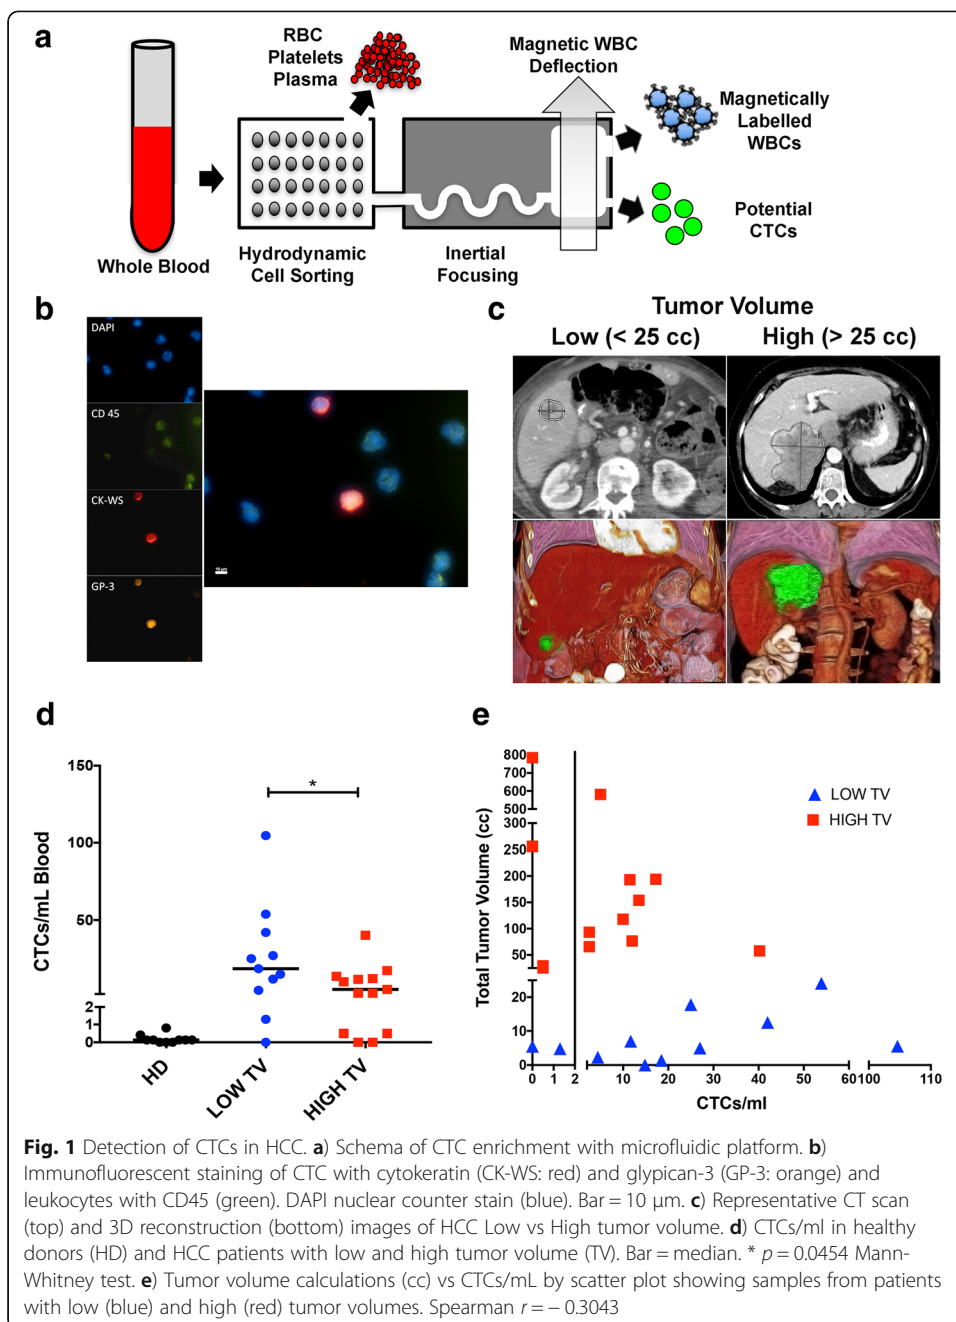 a
RBC
Platelets
Plasma
Magnetic WBC
Deflection
Magnetically
Labelled
WBCs
Potential
CTCs
Whole Blood
Hydrodynamic
Cell Sorting
Inertial
Focusing
b
DAPI
CD 45
CK-WS
GP-3
10 µm
c
Tumor Volume
Low (< 25 cc)
High (> 25 cc)
d
CTCs/mL Blood
150
100
50
2
1
0
*
HD
LOW TV
HIGH TV
e
Total Tumor Volume (cc)
800
700
600
500
300
250
200
150
100
50
20
10
0
LOW TV
HIGH TV
0 1 2 10 20 30 40 50 60 100 110
CTCs/ml
Fig. 1 Detection of CTCs in HCC. a) Schema of CTC enrichment with microfluidic platform. b)
Immunofluorescent staining of CTC with cytokeratin (CK-WS: red) and glypican-3 (GP-3: orange) and
leukocytes with CD45 (green). DAPI nuclear counter stain (blue). Bar = 10 μm. c) Representative CT scan
(top) and 3D reconstruction (bottom) images of HCC Low vs High tumor volume. d) CTCs/ml in healthy
donors (HD) and HCC patients with low and high tumor volume (TV). Bar = median. * p = 0.0454 Mann-
Whitney test. e) Tumor volume calculations (cc) vs CTCs/mL by scatter plot showing samples from patients
with low (blue) and high (red) tumor volumes. Spearman r = − 0.3043